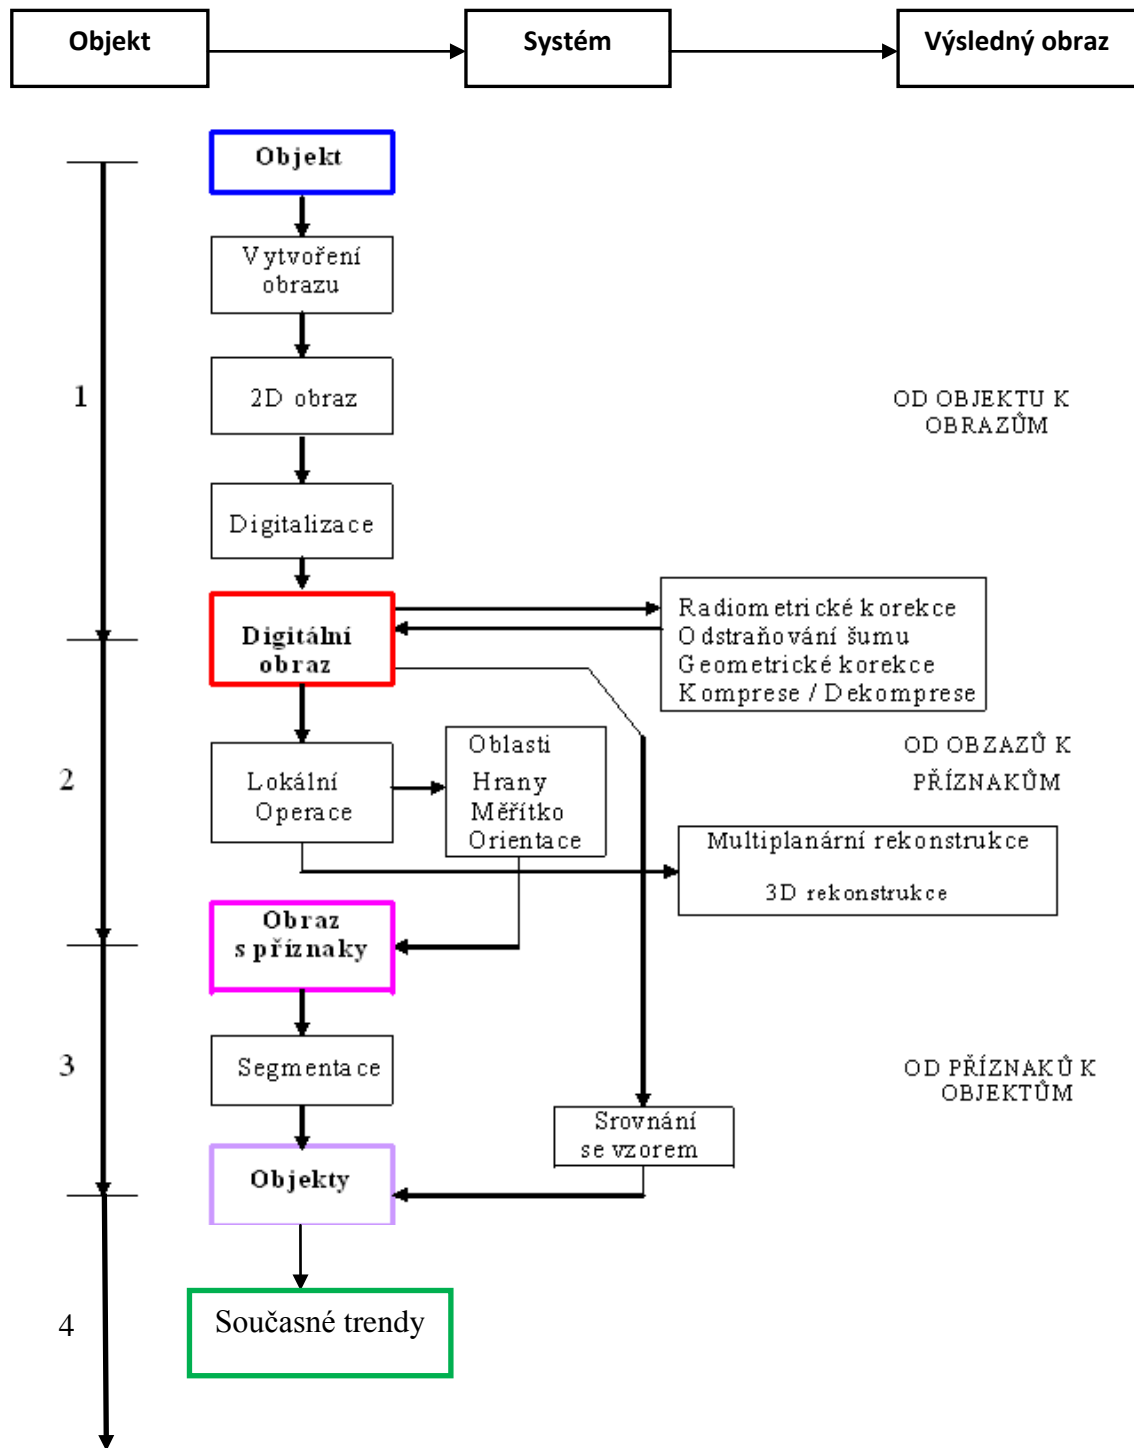 Objekt
Systém
Výsledný obraz
Objekt
Vytvoření
obrazu
1
2D obraz
OD OBJEKTU K
OBRAZŮM
Digitalizace
Digitální
obraz
Radiometrické korekce
Odstraňování šumu
Geometrické korekce
Komprese / Dekomprese
2
Lokální
Operace
Oblasti
Hrany
Měřítko
Orientace
OD OBZAZŮ K
PŘÍZNAKŮM
Multiplanární rekonstrukce
3D rekonstrukce
Obraz
s příznaky
3
Segmentace
OD PŘÍZNAKŮ K
OBJEKTŮM
Srovnání
se vzorem
Objekty
4
Současné trendy